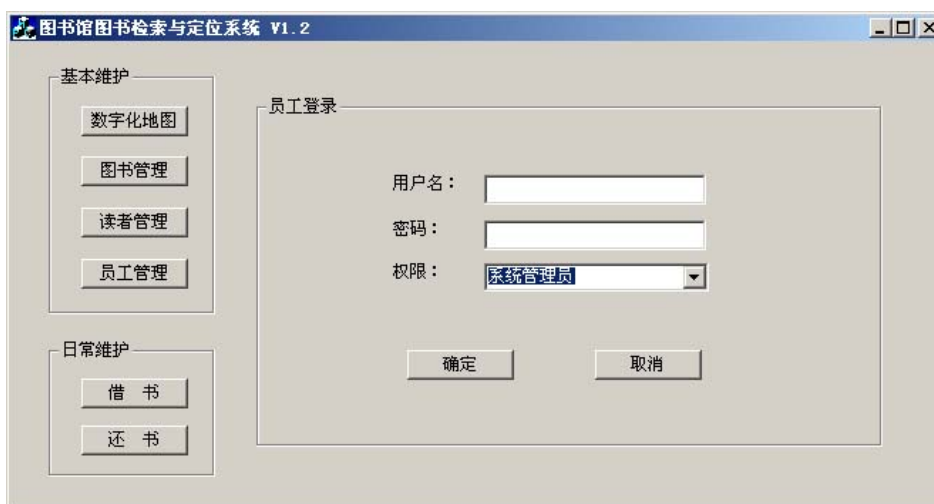 图书馆图书检索与定位系统 V1.2
基本维护
数字化地图
图书管理
读者管理
员工管理
日常维护
借 书
还 书
员工登录
用户名：
密码：
权限： 系统管理员
确定 取消